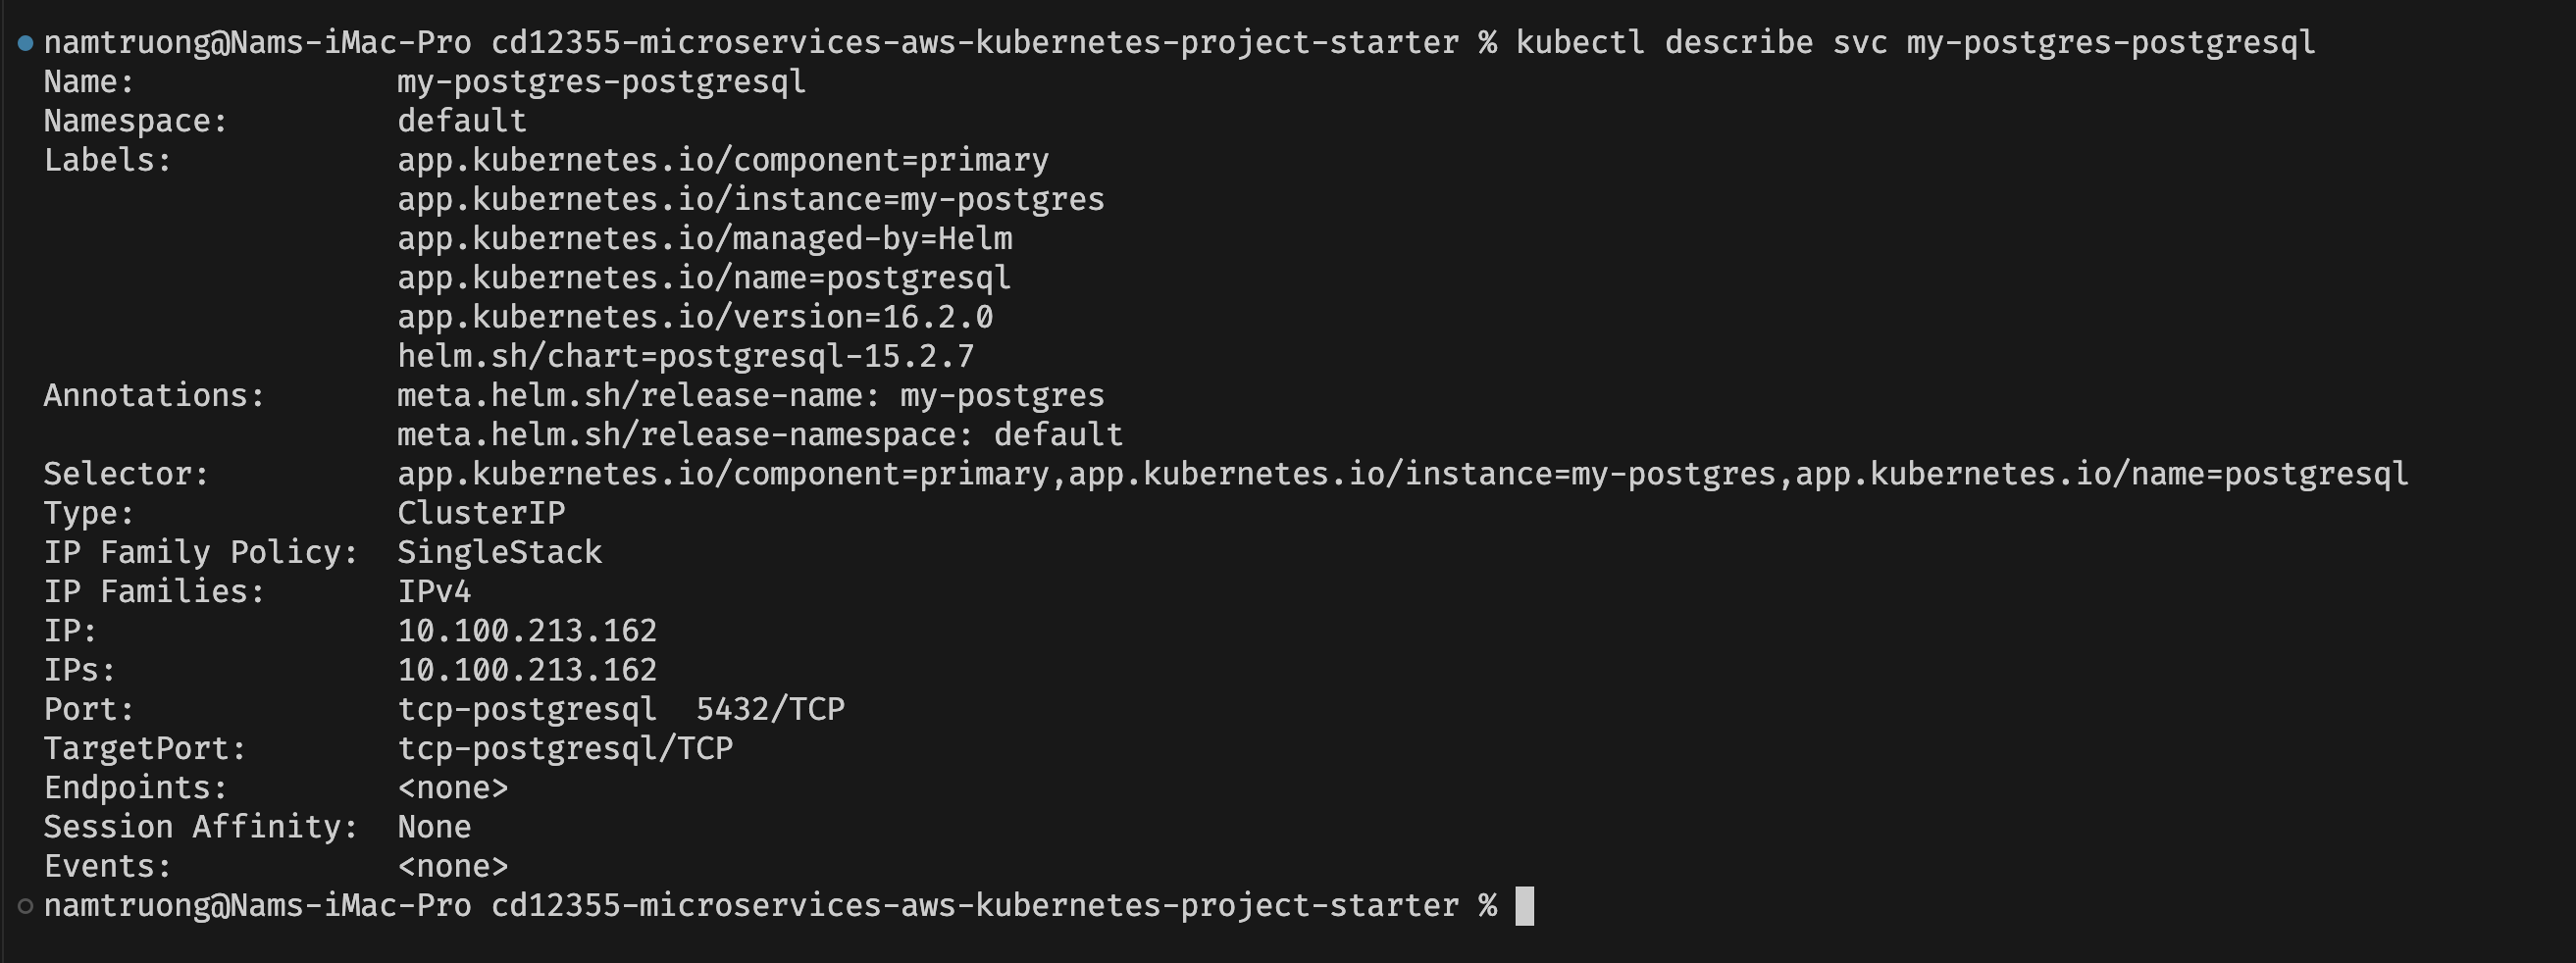 namtruong@Nams-iMac-Pro cd12355-microservices-aws-kubernetes-project-starter % kubectl describe svc my-postgres-postgresql
Name:              my-postgres-postgresql
Namespace:         default
Labels:            app.kubernetes.io/component=primary
                   app.kubernetes.io/instance=my-postgres
                   app.kubernetes.io/managed-by=Helm
                   app.kubernetes.io/name=postgresql
                   app.kubernetes.io/version=16.2.0
                   helm.sh/chart=postgresql-15.2.7
Annotations:       meta.helm.sh/release-name: my-postgres
                   meta.helm.sh/release-namespace: default
Selector:          app.kubernetes.io/component=primary,app.kubernetes.io/instance=my-postgres,app.kubernetes.io/name=postgresql
Type:              ClusterIP
IP Family Policy:  SingleStack
IP Families:       IPv4
IP:                10.100.213.162
IPs:               10.100.213.162
Port:              tcp-postgresql  5432/TCP
TargetPort:        tcp-postgresql/TCP
Endpoints:         <none>
Session Affinity:  None
Events:            <none>
namtruong@Nams-iMac-Pro cd12355-microservices-aws-kubernetes-project-starter %